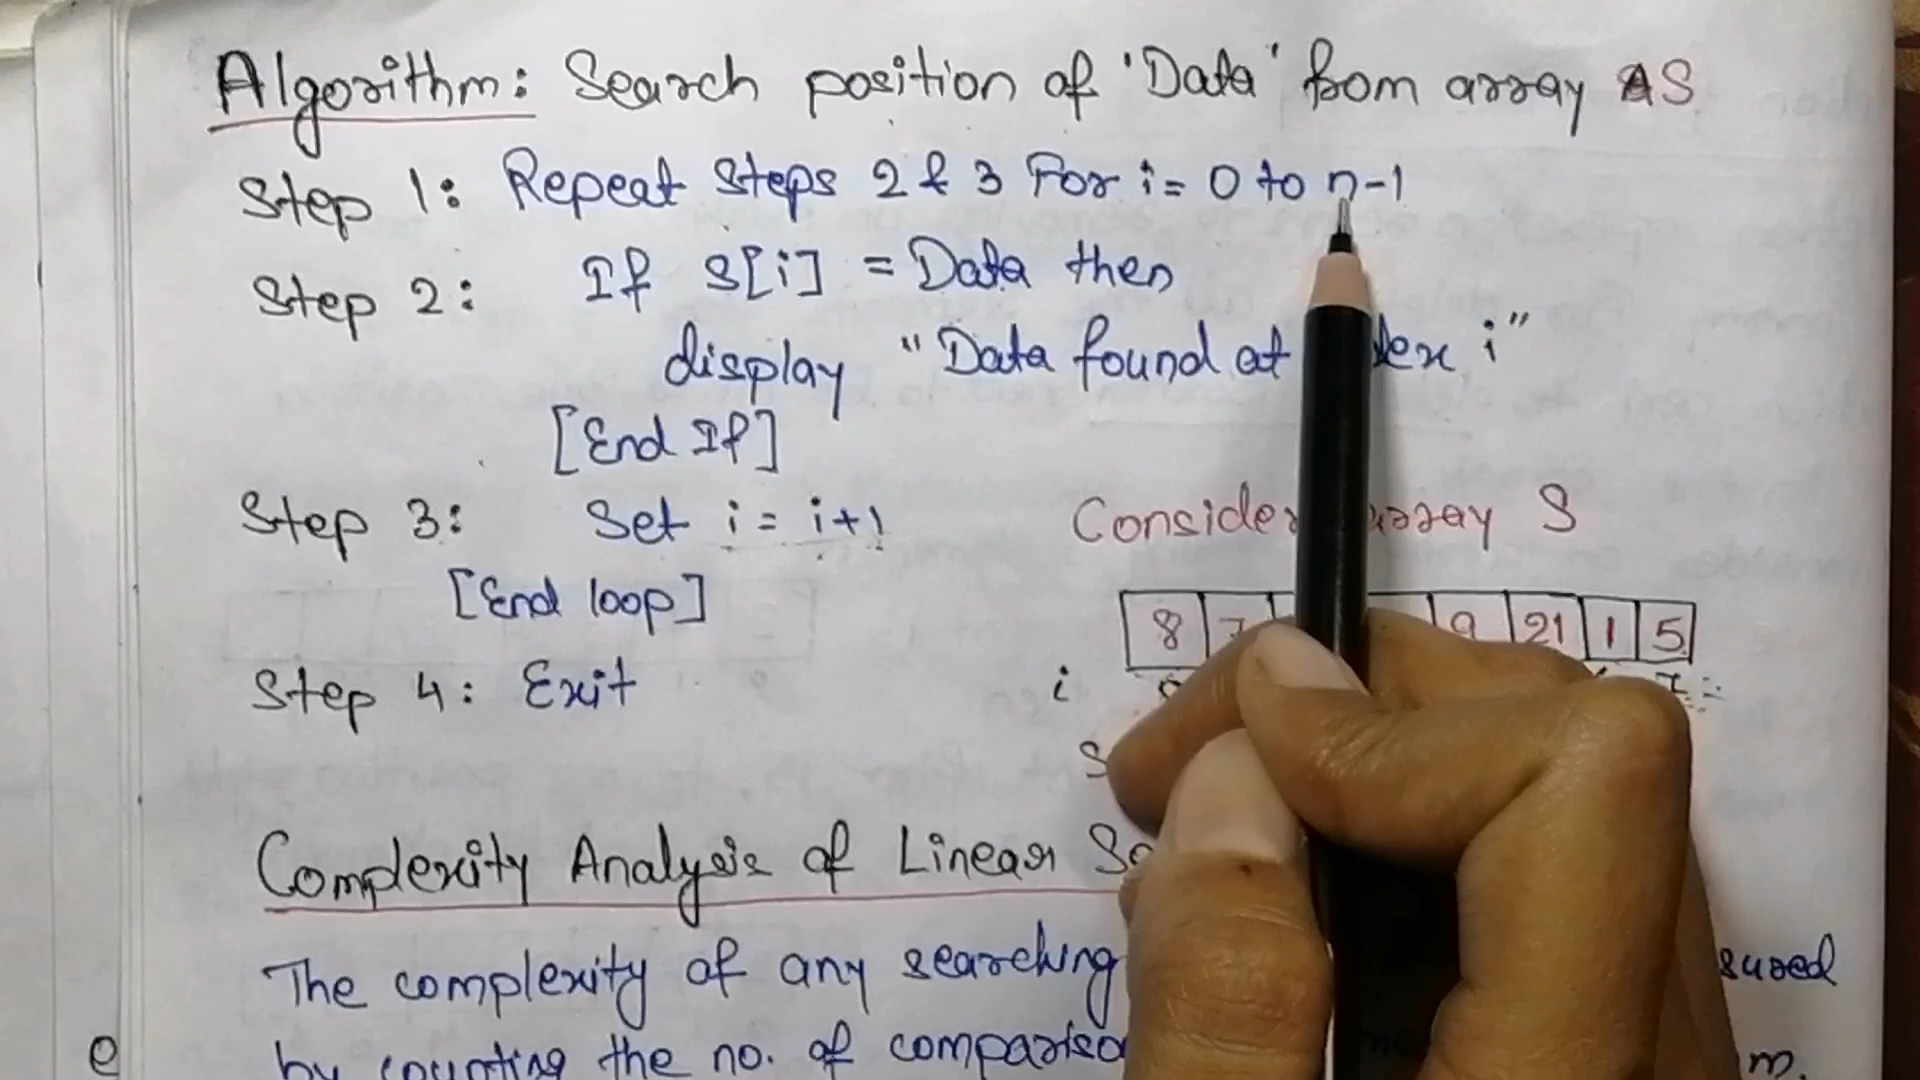 Algorithm: Search position of 'Data' from array S
Step 1: Repeat Steps 2 & 3 For i = 0 to n-1
Step 2: If S[i] = Data then
display "Data found at i"
[End If]
Step 3: Set i = i+1
[End loop]
Step 4: Exit
Consider array S
8 7 9 21 1 5
i 7
S
Complexity Analysis of Linear
The complexity of any searching
by counting the no. of
e